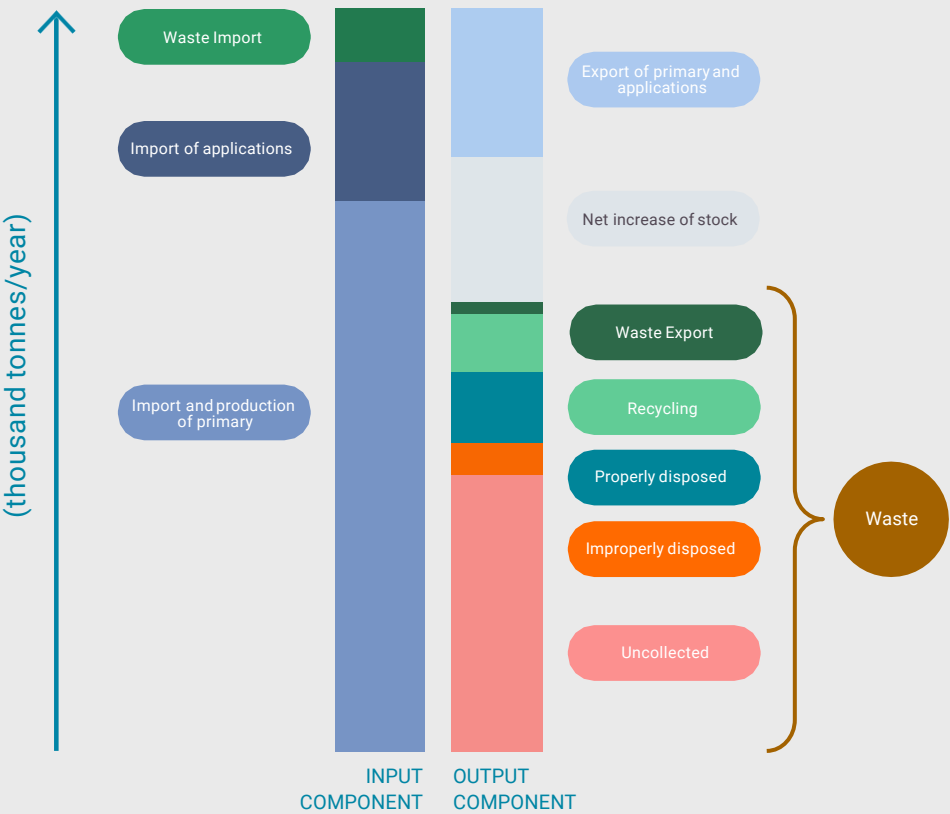 (thousand tonnes/year)
Waste Import
Import of applications
Import and production
of primary
Export of primary and
applications
Net increase of stock
Waste Export
Recycling
Properly disposed
Improperly disposed
Uncollected
Waste
INPUT
COMPONENT
OUTPUT
COMPONENT